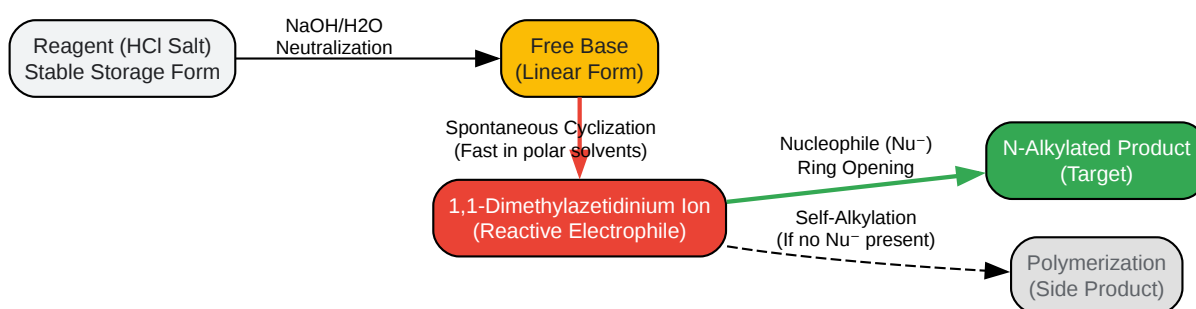 Reagent (HCl Salt)
Stable Storage Form
NaOH/H2O
Neutralization
Free Base
(Linear Form)
Spontaneous Cyclization
(Fast in polar solvents)
1,1-Dimethylazetidinium Ion
(Reactive Electrophile)
Nucleophile (Nu⁻)
Ring Opening
N-Alkylated Product
(Target)
Self-Alkylation
(If no Nu⁻ present)
Polymerization
(Side Product)